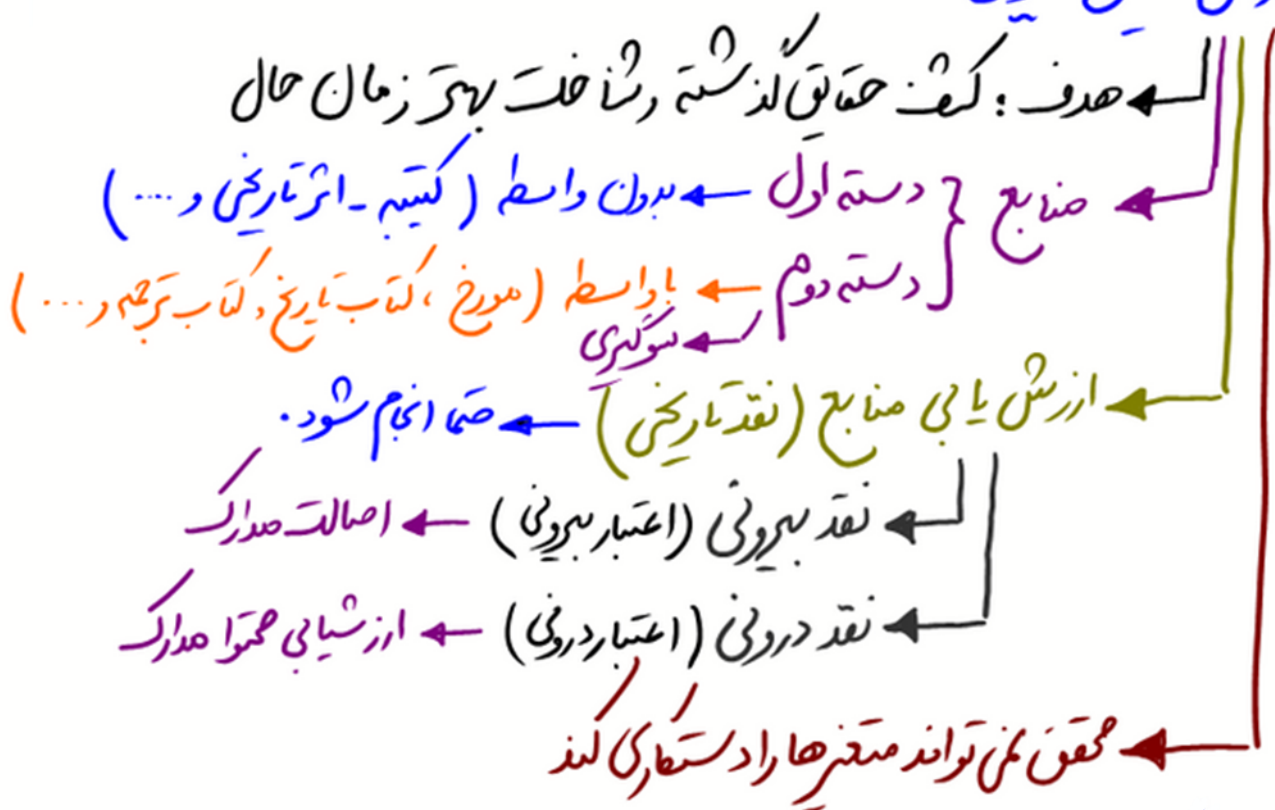 هدف : کشف حقایق گذشته و شناخت بهتر زمان حال
منابع { دسته اول ← بدون واسطه ( کتیبه - اثر تاریخی و .... )
دسته دوم ← با واسطه ( مورخ ، کتاب تاریخ ، کتاب ترجمه و .... )
← سوگیری
ارزش یابی منابع ( نقد تاریخی ) ← حتما انجام شود .
نقد بیرونی ( اعتبار بیرونی ) ← اصالت مدارک
نقد درونی ( اعتبار درونی ) ← ارزشیابی محتوا مدارک
محقق نمی تواند متغیرها را دستکاری کند